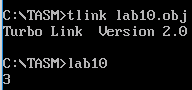 C:\TASM>tlink lab10.obj
Turbo Link  Version 2.0
C:\TASM>lab10
3